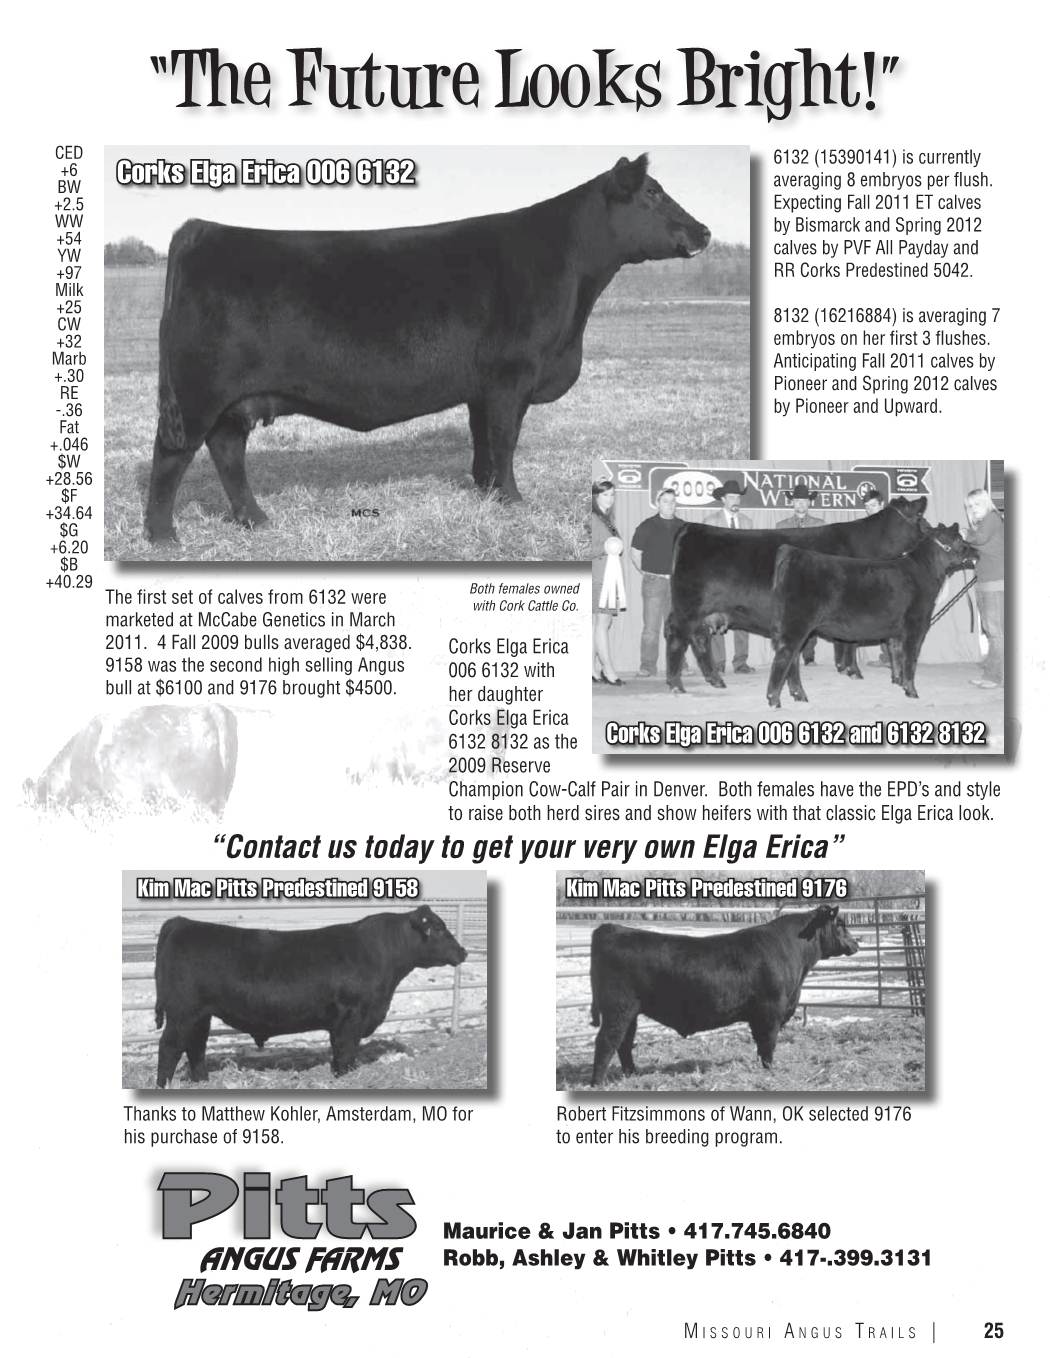 "The Future Looks Bright!"
CED
+6
BW
+2.5
WW
+54
YW
+97
Milk
+25
CW
+32
Marb
+.30
RE
-.36
Fat
+.046
$W
+28.56
$F
+34.64
$G
+6.20
$B
+40.29
Corks Elga Erica 006 6132
MCS
6132 (15390141) is currently
averaging 8 embryos per flush.
Expecting Fall 2011 ET calves
by Bismarck and Spring 2012
calves by PVF All Payday and
RR Corks Predestined 5042.
8132 (16216884) is averaging 7
embryos on her first 3 flushes.
Anticipating Fall 2011 calves by
Pioneer and Spring 2012 calves
by Pioneer and Upward.
2009
NATIONAL
WESTERN
Corks Elga Erica 006 6132 and 6132 8132
The first set of calves from 6132 were
marketed at McCabe Genetics in March
2011.  4 Fall 2009 bulls averaged $4,838.
9158 was the second high selling Angus
bull at $6100 and 9176 brought $4500.
Both females owned
with Cork Cattle Co.
Corks Elga Erica
006 6132 with
her daughter
Corks Elga Erica
6132 8132 as the
2009 Reserve
Champion Cow-Calf Pair in Denver.  Both females have the EPD's and style
to raise both herd sires and show heifers with that classic Elga Erica look.
"Contact us today to get your very own Elga Erica"
Kim Mac Pitts Predestined 9158
Thanks to Matthew Kohler, Amsterdam, MO for
his purchase of 9158.
Kim Mac Pitts Predestined 9176
Robert Fitzsimmons of Wann, OK selected 9176
to enter his breeding program.
Pitts
ANGUS FARMS
Hermitage, MO
Maurice & Jan Pitts • 417.745.6840
Robb, Ashley & Whitley Pitts • 417-.399.3131
MISSOURI ANGUS TRAILS | 25